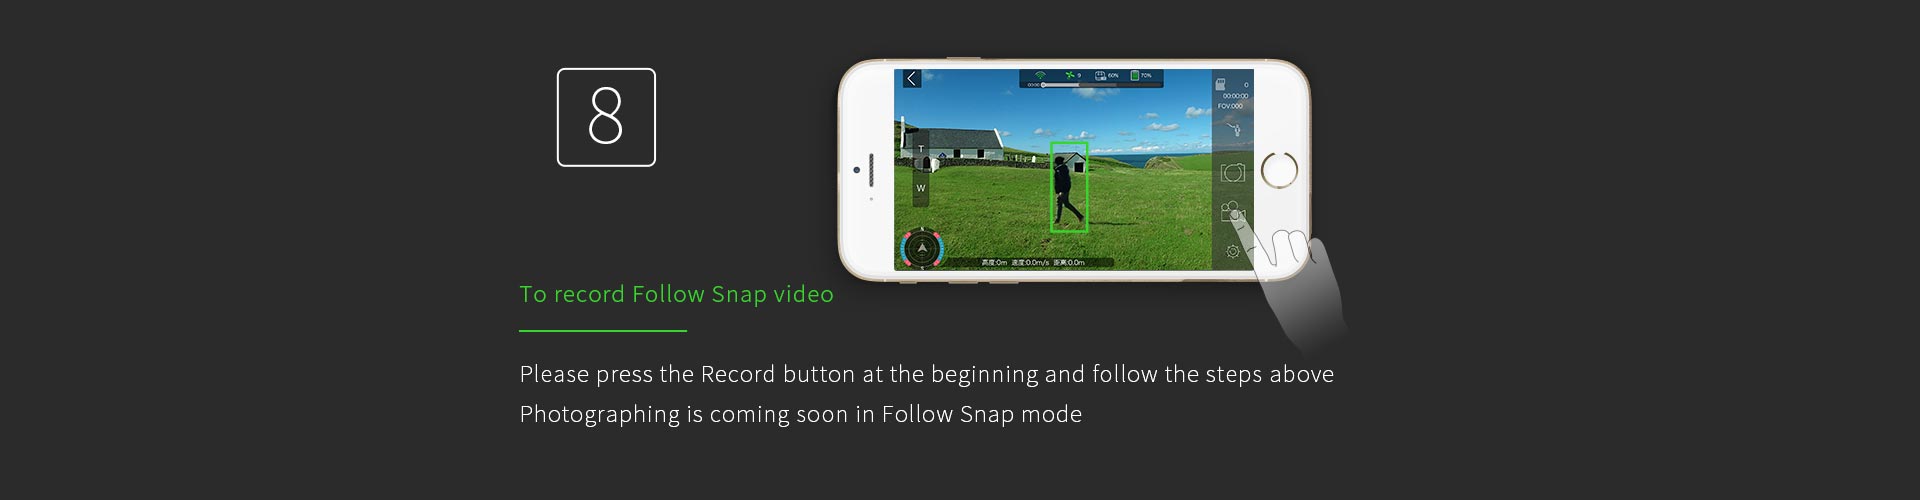 8
9
60%
70%
00:00
0
00:00:00
FOV:000
T
W
N
S
高度:0m 速度:0.0m/s 距离:0.0m
To record Follow Snap video
Please press the Record button at the beginning and follow the steps above
Photographing is coming soon in Follow Snap mode